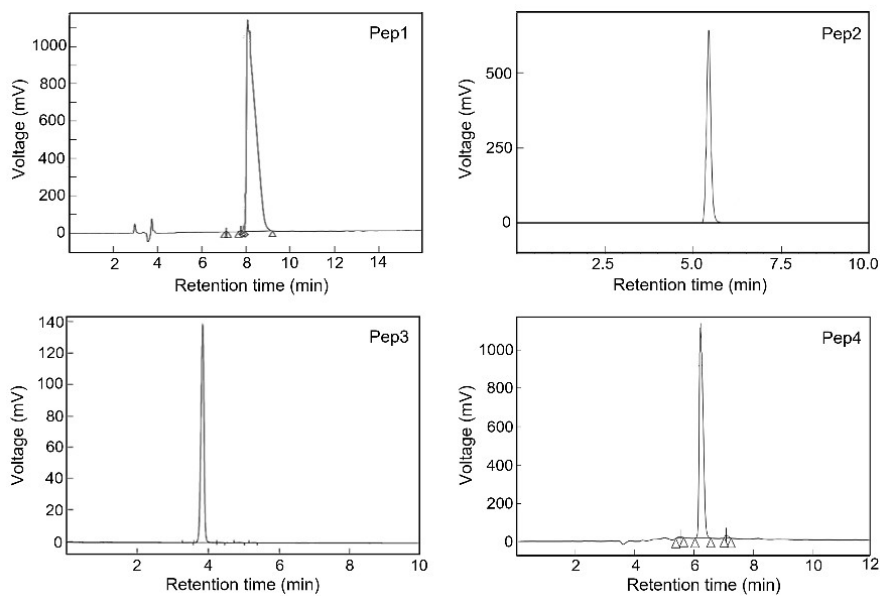 Pep1
Voltage (mV)
1000
800
600
400
200
0
2 4 6 8 10 12 14
Retention time (min)
Pep2
Voltage (mV)
500
250
0
2.5 5.0 7.5 10.0
Retention time (min)
Pep3
Voltage (mV)
140
120
100
80
60
40
20
0
2 4 6 8 10
Retention time (min)
Pep4
Voltage (mV)
1000
800
600
400
200
0
2 4 6 8 10 12
Retention time (min)